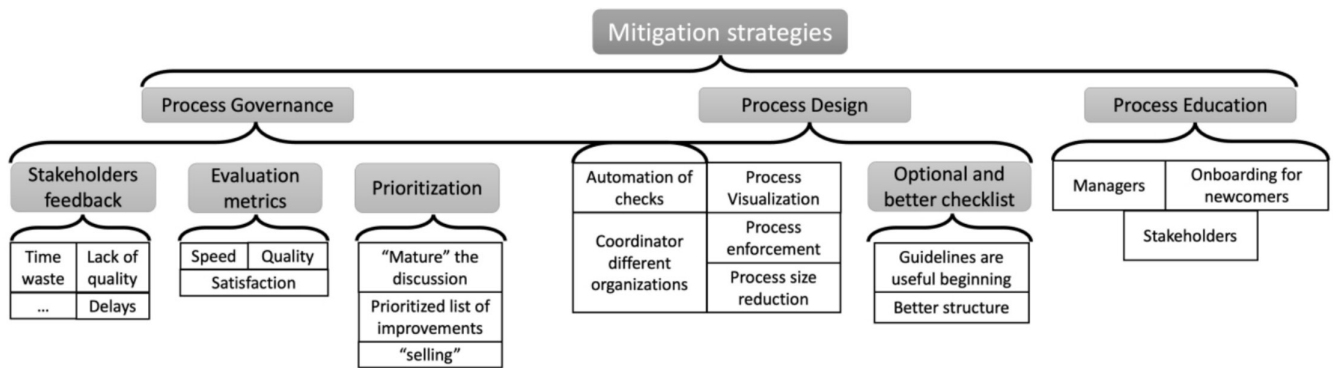 Mitigation strategies
Process Governance
Process Design
Process Education
Stakeholders
feedback
Evaluation
metrics
Prioritization
Automation of
checks
Process
Visualization
Optional and
better checklist
Managers
Onboarding for
newcomers
Stakeholders
Time
waste
Lack of
quality
...
Delays
Speed
Quality
Satisfaction
“Mature” the
discussion
Prioritized list of
improvements
“selling”
Coordinator
different
organizations
Process
enforcement
Process size
reduction
Guidelines are
useful beginning
Better structure